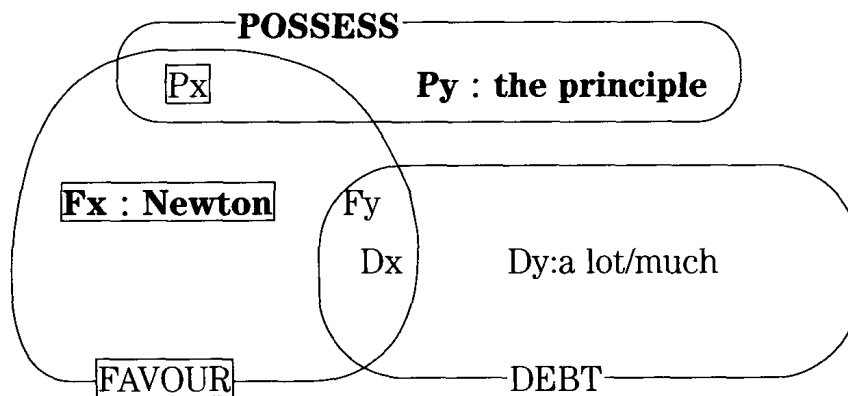 POSSESS
Px Py : the principle
Fx : Newton Fy
Dx Dy:a lot/much
FAVOUR DEBT